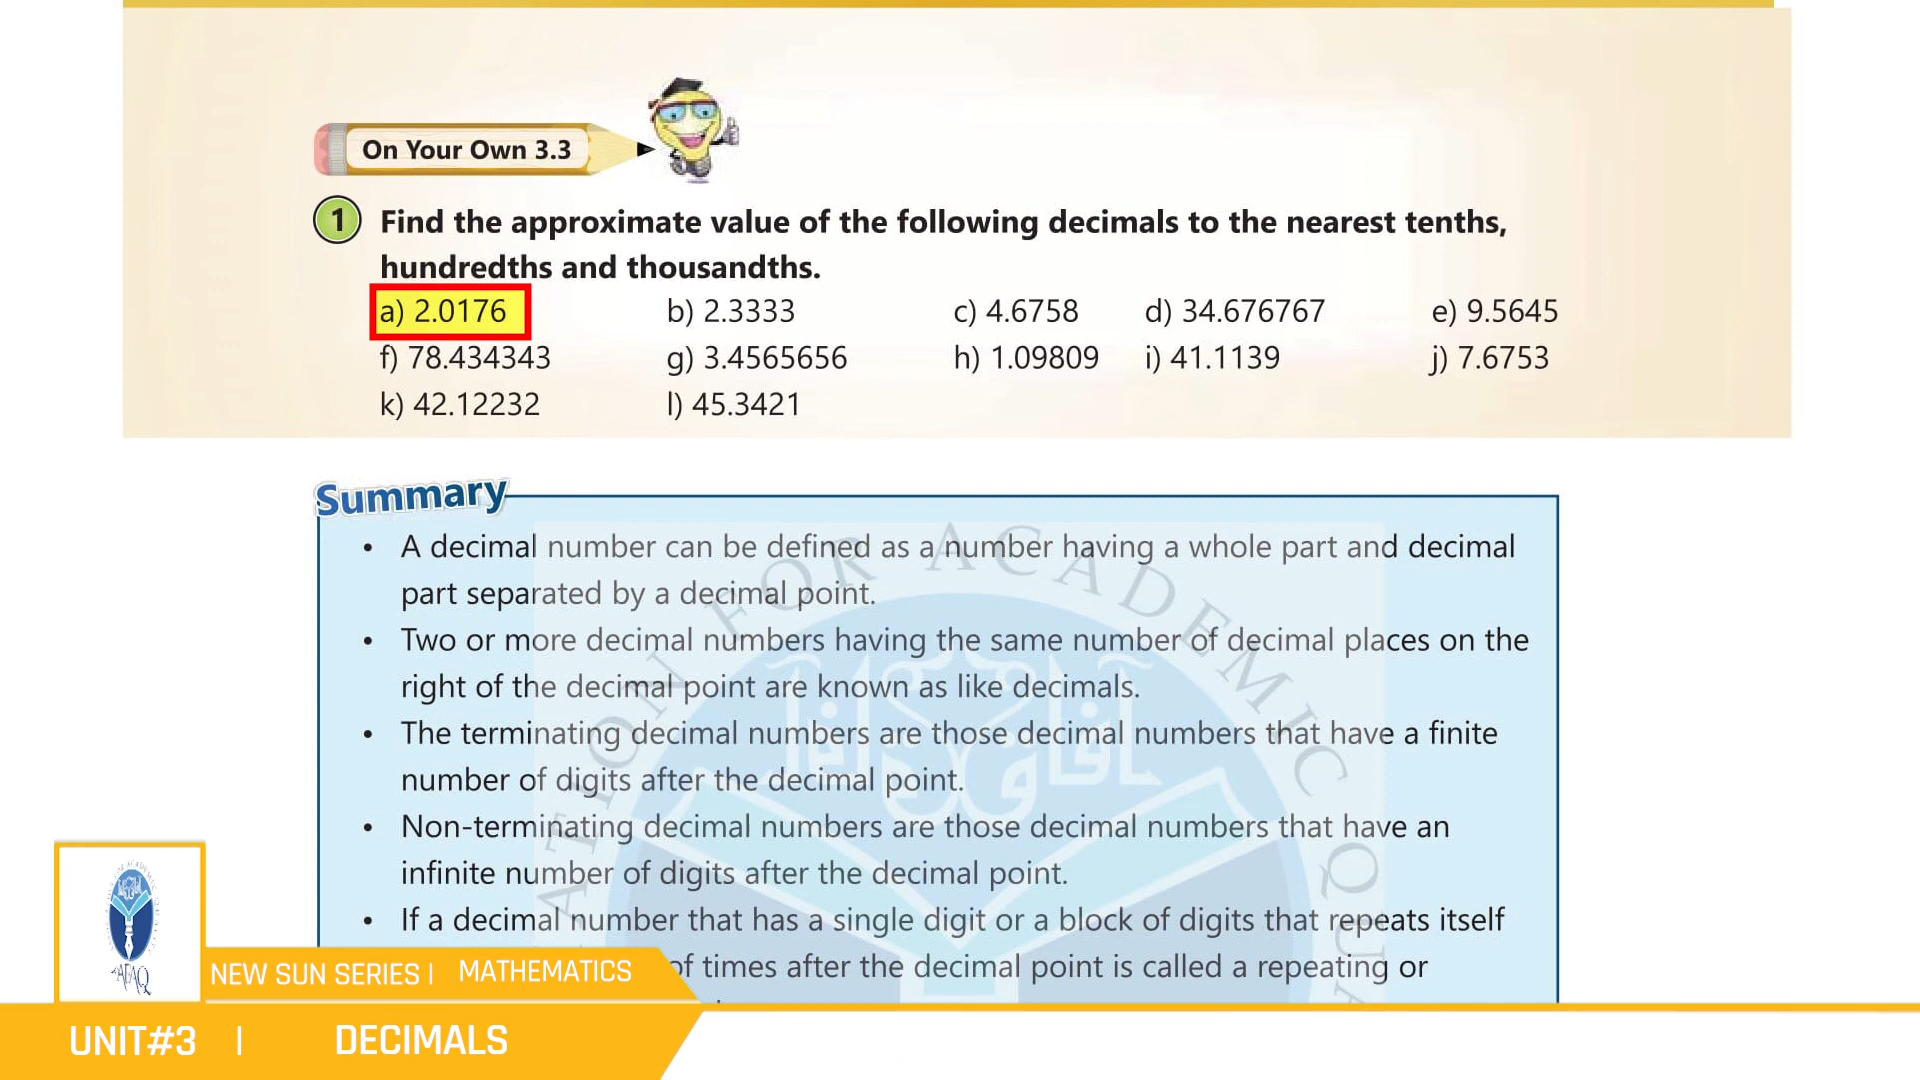 On Your Own 3.3
1 Find the approximate value of the following decimals to the nearest tenths,
hundredths and thousandths.
a) 2.0176 b) 2.3333 c) 4.6758 d) 34.676767 e) 9.5645
f) 78.434343 g) 3.4565656 h) 1.09809 i) 41.1139 j) 7.6753
k) 42.12232 l) 45.3421
Summary
• A decimal number can be defined as a number having a whole part and decimal
part separated by a decimal point.
• Two or more decimal numbers having the same number of decimal places on the
right of the decimal point are known as like decimals.
• The terminating decimal numbers are those decimal numbers that have a finite
number of digits after the decimal point.
• Non-terminating decimal numbers are those decimal numbers that have an
infinite number of digits after the decimal point.
• If a decimal number that has a single digit or a block of digits that repeats itself
of times after the decimal point is called a repeating or
FOR ACADEMIC
AFAQ
NEW SUN SERIES | MATHEMATICS
UNIT#3 | DECIMALS